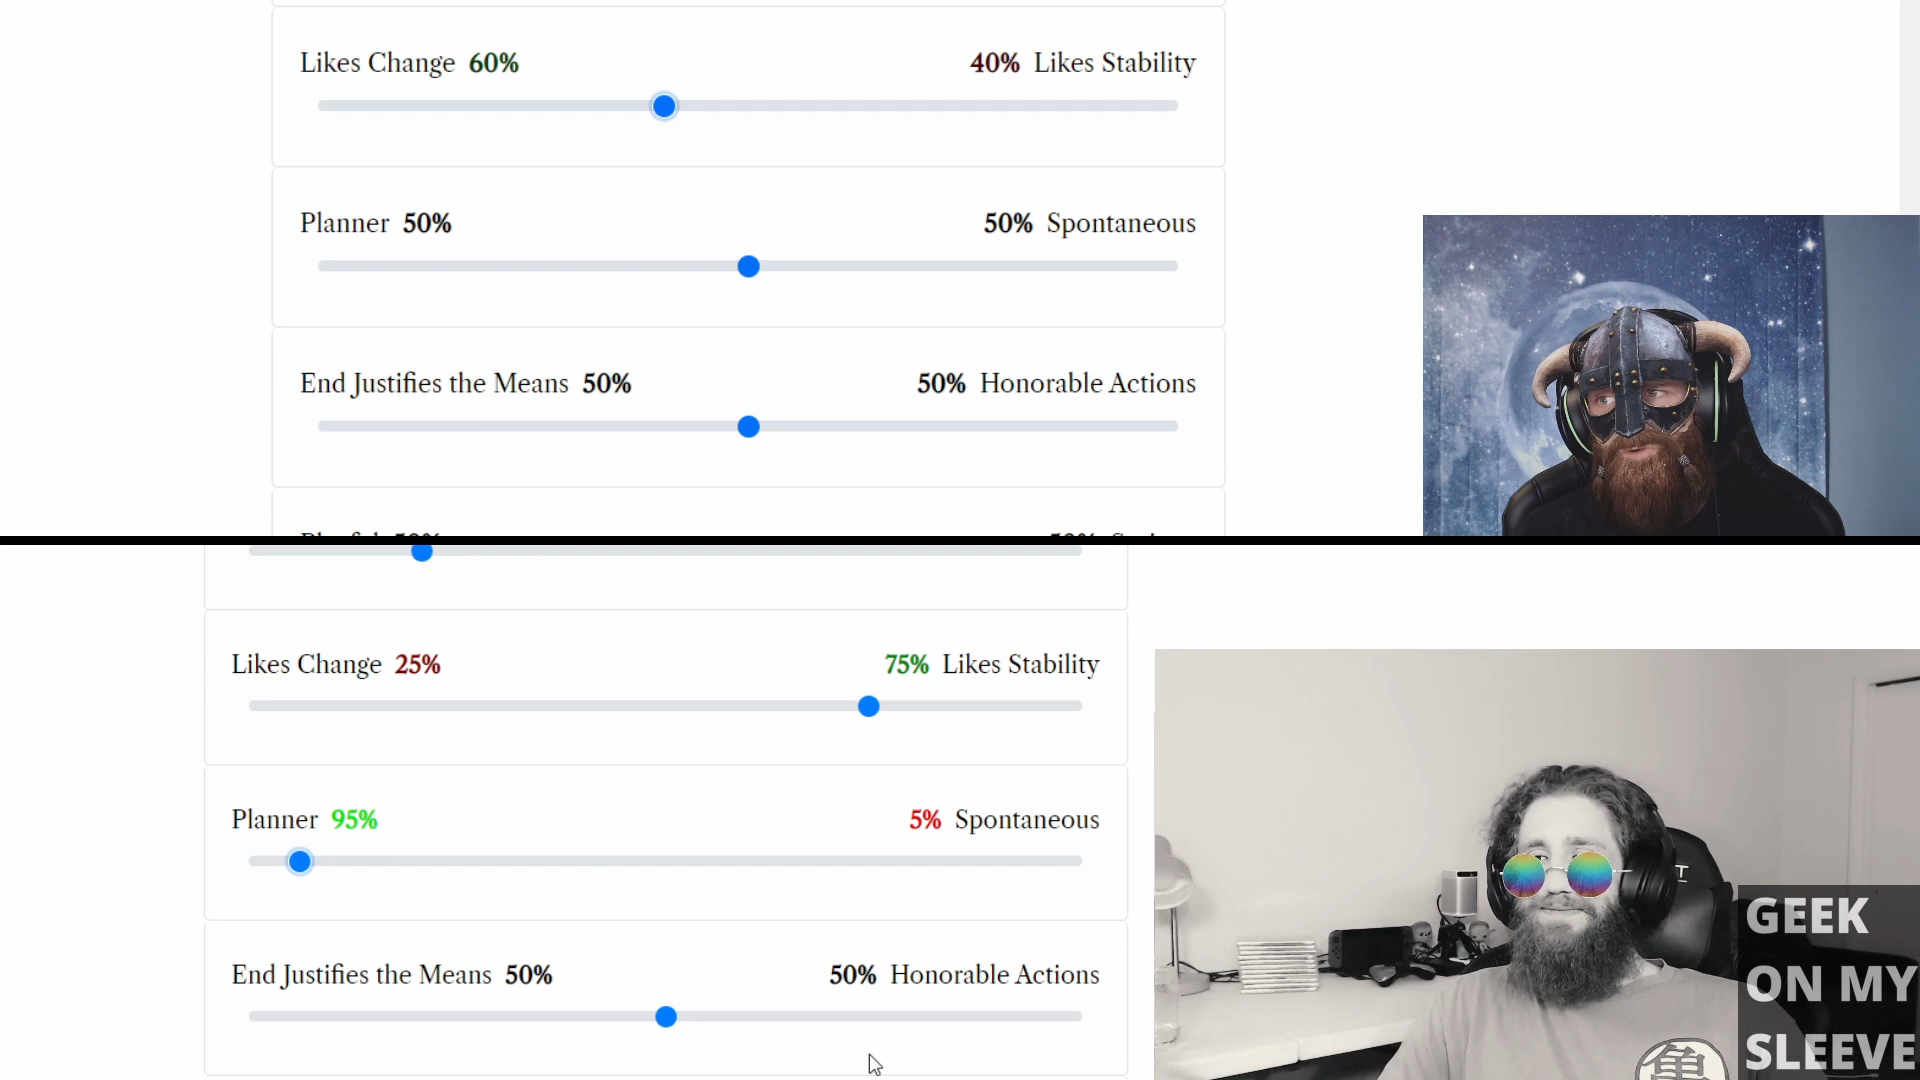 Likes Change 60% 40% Likes Stability
Planner 50% 50% Spontaneous
End Justifies the Means 50% 50% Honorable Actions
Likes Change 25% 75% Likes Stability
Planner 95% 5% Spontaneous
End Justifies the Means 50% 50% Honorable Actions
GEEK
ON MY
SLEEVE
亀